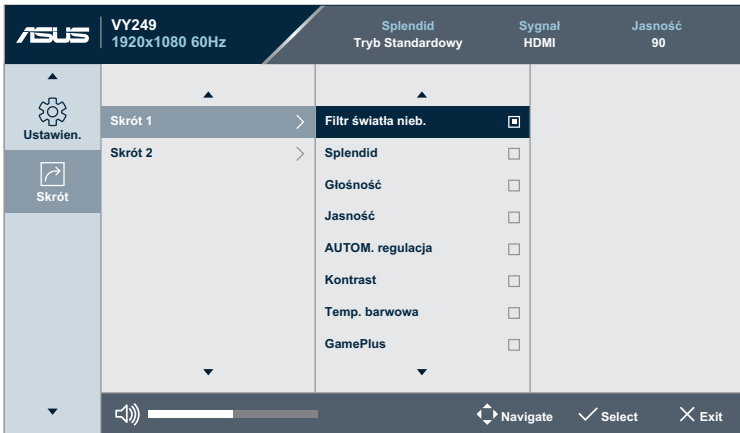 ASUS
VY249
1920x1080 60Hz
Splendid
Tryb Standardowy
Sygnał
HDMI
Jasność
90
Ustawien.
Skrót
Skrót 1
Skrót 2
Filtr światła nieb.
Splendid
Głośność
Jasność
AUTOM. regulacja
Kontrast
Temp. barwowa
GamePlus
Navigate
Select
Exit